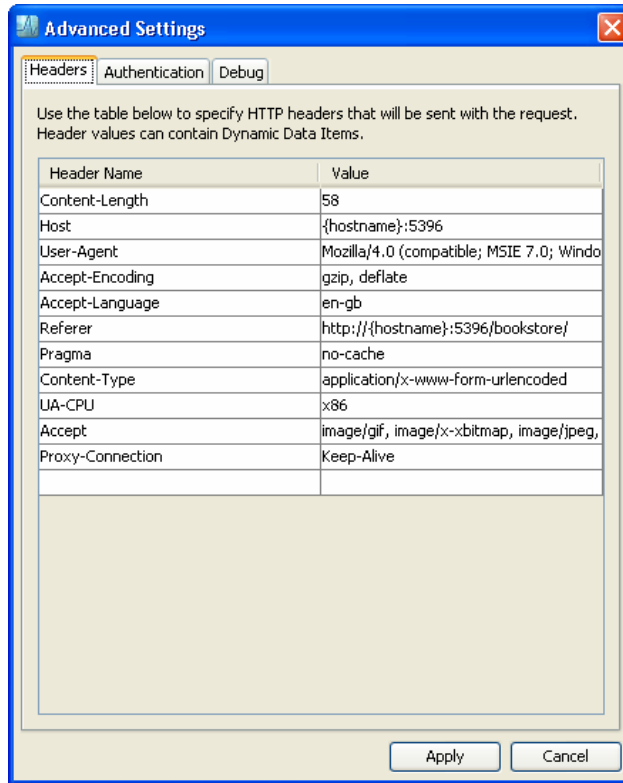 Advanced Settings
Headers Authentication Debug
Use the table below to specify HTTP headers that will be sent with the request.
Header values can contain Dynamic Data Items.
Header Name Value
Content-Length 58
Host {hostname}:5396
User-Agent Mozilla/4.0 (compatible; MSIE 7.0; Windo
Accept-Encoding gzip, deflate
Accept-Language en-gb
Referer http://{hostname}:5396/bookstore/
Pragma no-cache
Content-Type application/x-www-form-urlencoded
UA-CPU x86
Accept image/gif, image/x-xbitmap, image/jpeg,
Proxy-Connection Keep-Alive
Apply Cancel